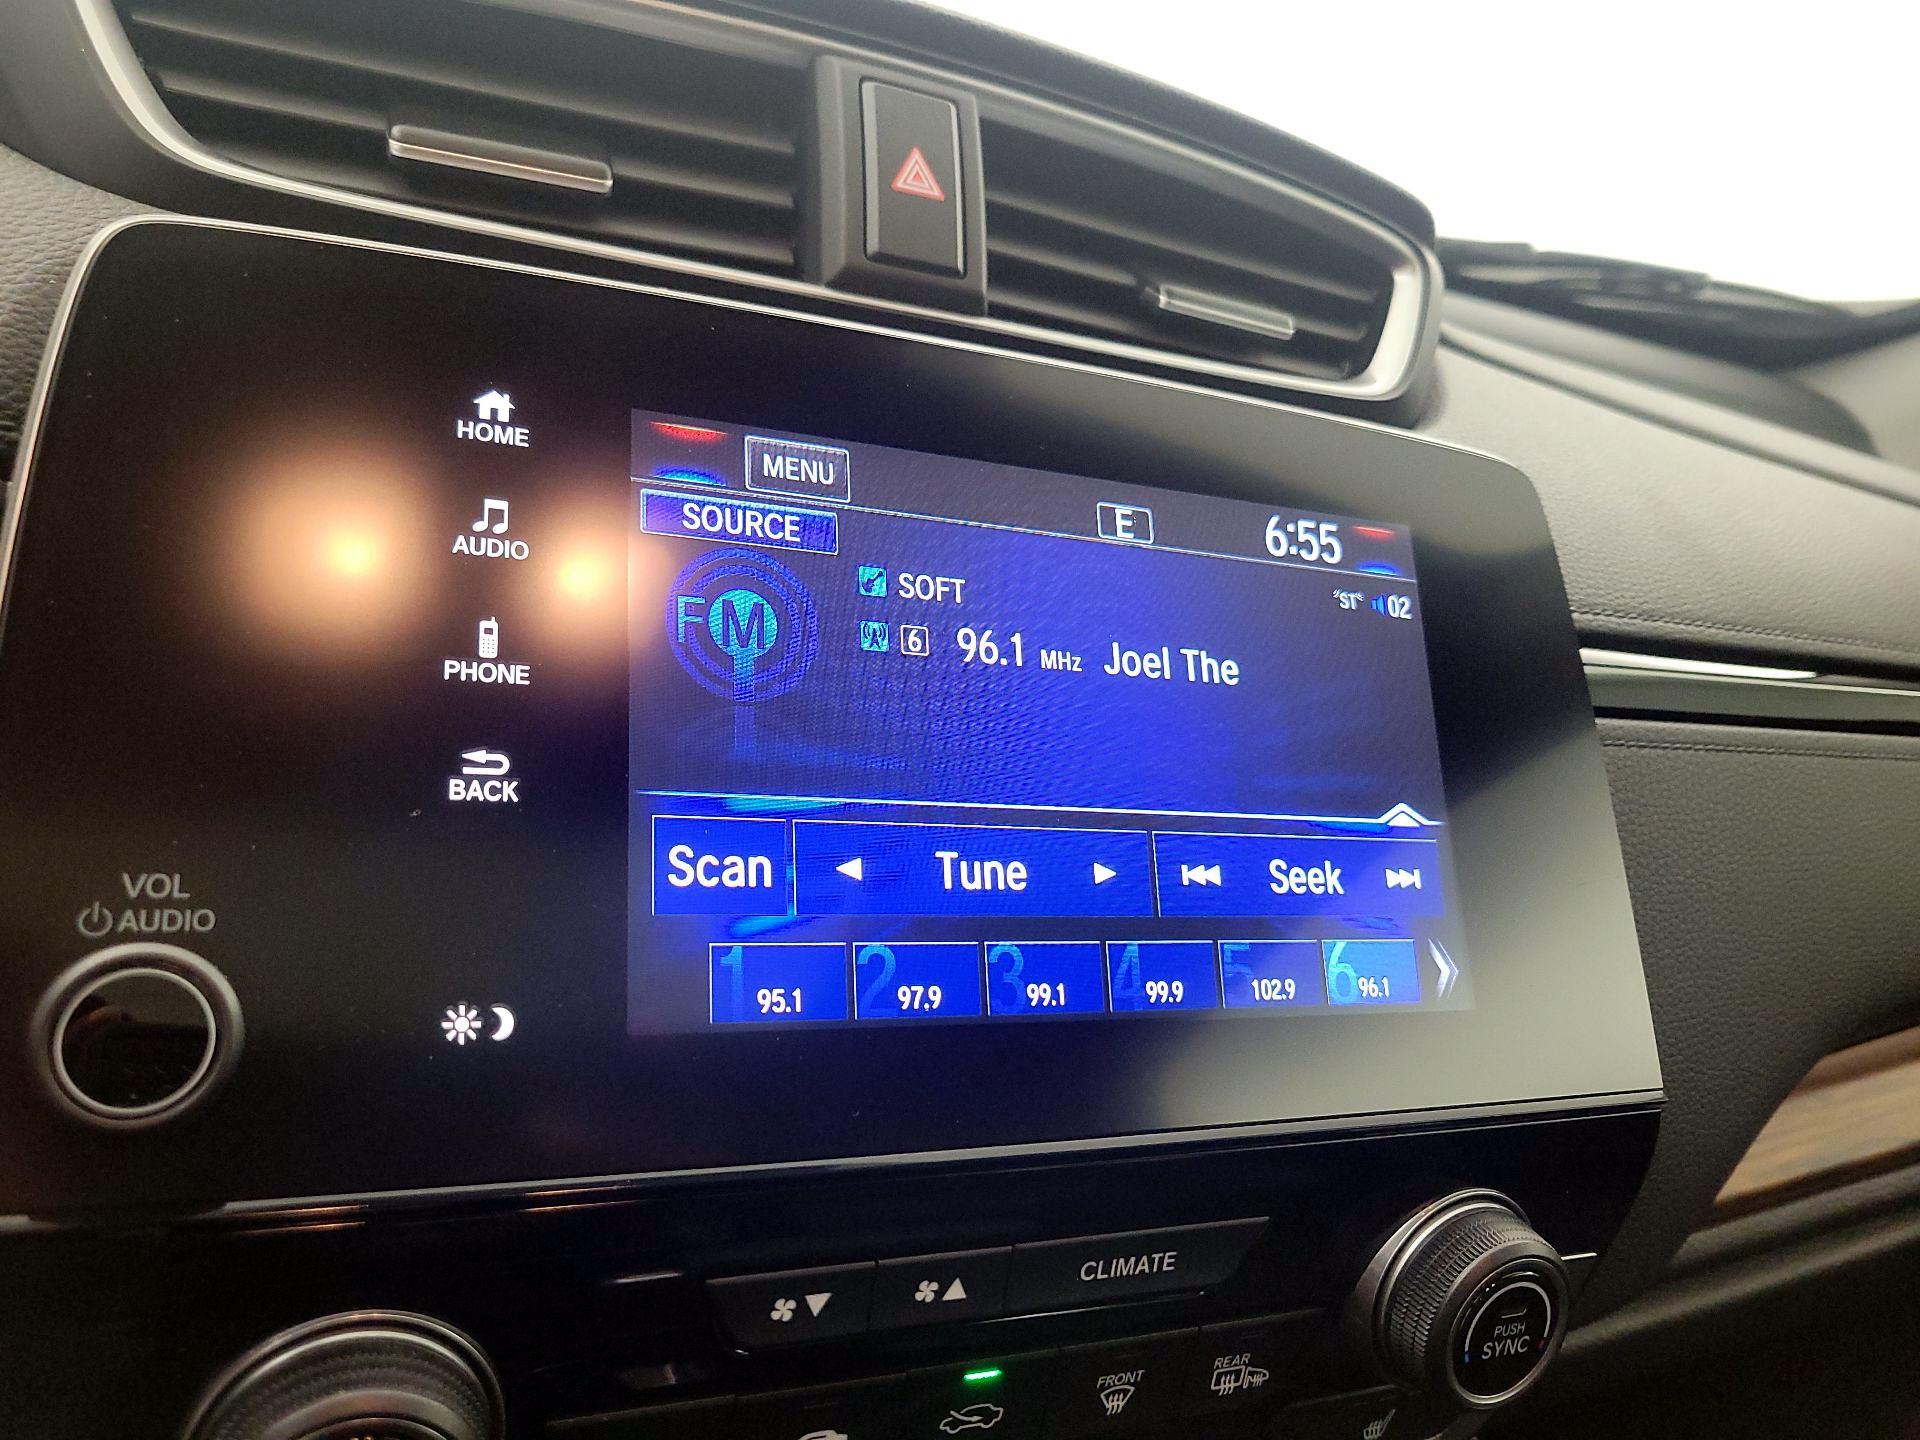 HOME
AUDIO
PHONE
BACK
VOL
AUDIO
MENU
SOURCE
E
6:55
FM
SOFT
"ST" 02
6 96.1 MHz Joel The
Scan Tune Seek
1 95.1
2 97.9
3 99.1
4 99.9
5 102.9
6 96.1
CLIMATE
PUSH
SYNC
FRONT
REAR